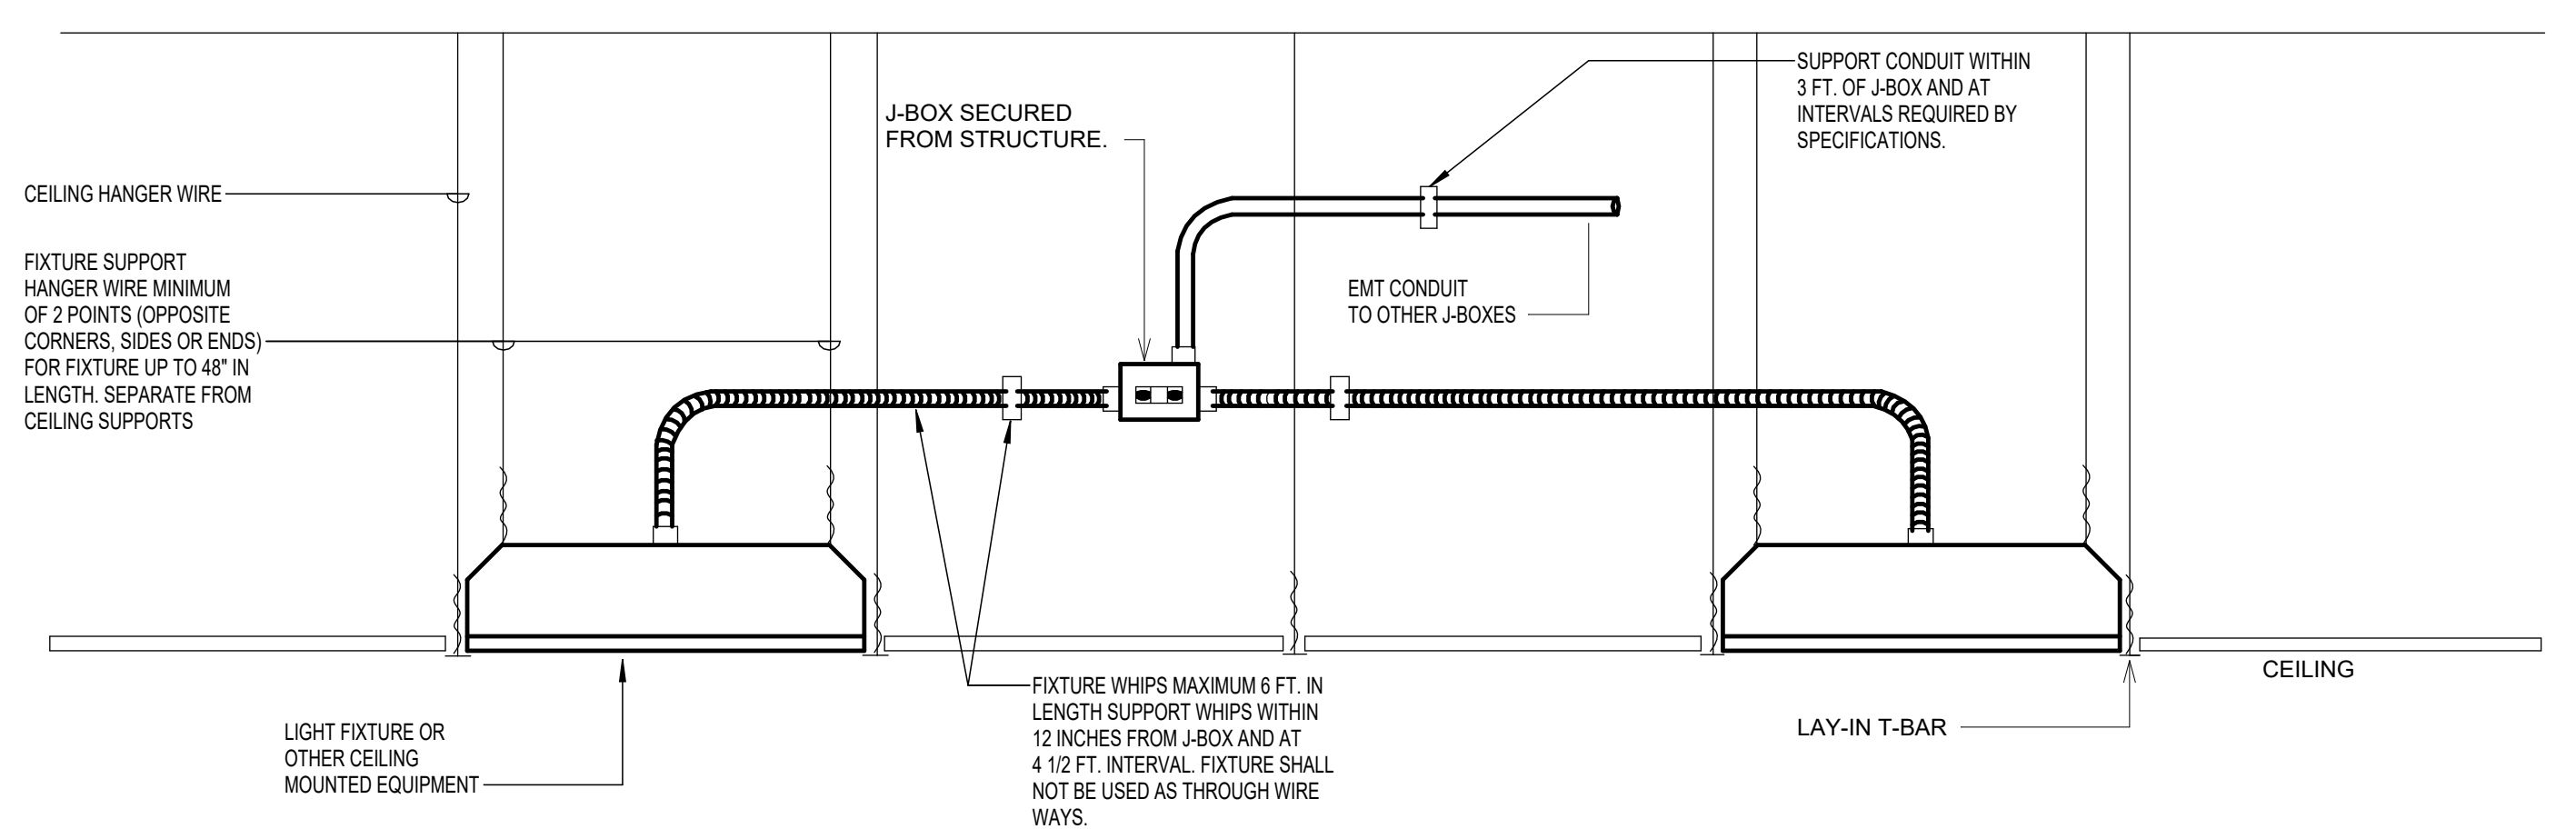 SUPPORT CONDUIT WITHIN
3 FT. OF J-BOX AND AT
INTERVALS REQUIRED BY
SPECIFICATIONS.
J-BOX SECURED
FROM STRUCTURE.
CEILING HANGER WIRE
FIXTURE SUPPORT
HANGER WIRE MINIMUM
OF 2 POINTS (OPPOSITE
CORNERS, SIDES OR ENDS)
FOR FIXTURE UP TO 48" IN
LENGTH. SEPARATE FROM
CEILING SUPPORTS
EMT CONDUIT
TO OTHER J-BOXES
CEILING
FIXTURE WHIPS MAXIMUM 6 FT. IN
LENGTH SUPPORT WHIPS WITHIN
12 INCHES FROM J-BOX AND AT
4 1/2 FT. INTERVAL. FIXTURE SHALL
NOT BE USED AS THROUGH WIRE
WAYS.
LAY-IN T-BAR
LIGHT FIXTURE OR
OTHER CEILING
MOUNTED EQUIPMENT